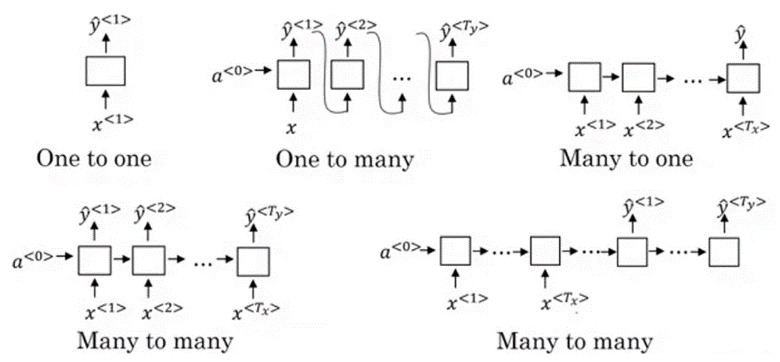 ŷ<1>
x<1>
One to one
ŷ<1> ŷ<2> ŷ<Ty>
a<0> ...
x
One to many
ŷ
a<0> ...
x<1> x<2> x<Tx>
Many to one
ŷ<1> ŷ<2> ŷ<Ty>
a<0> ...
x<1> x<2> x<Tx>
Many to many
ŷ<1> ŷ<Ty>
a<0> ... ... ...
x<1> x<Tx>
Many to many